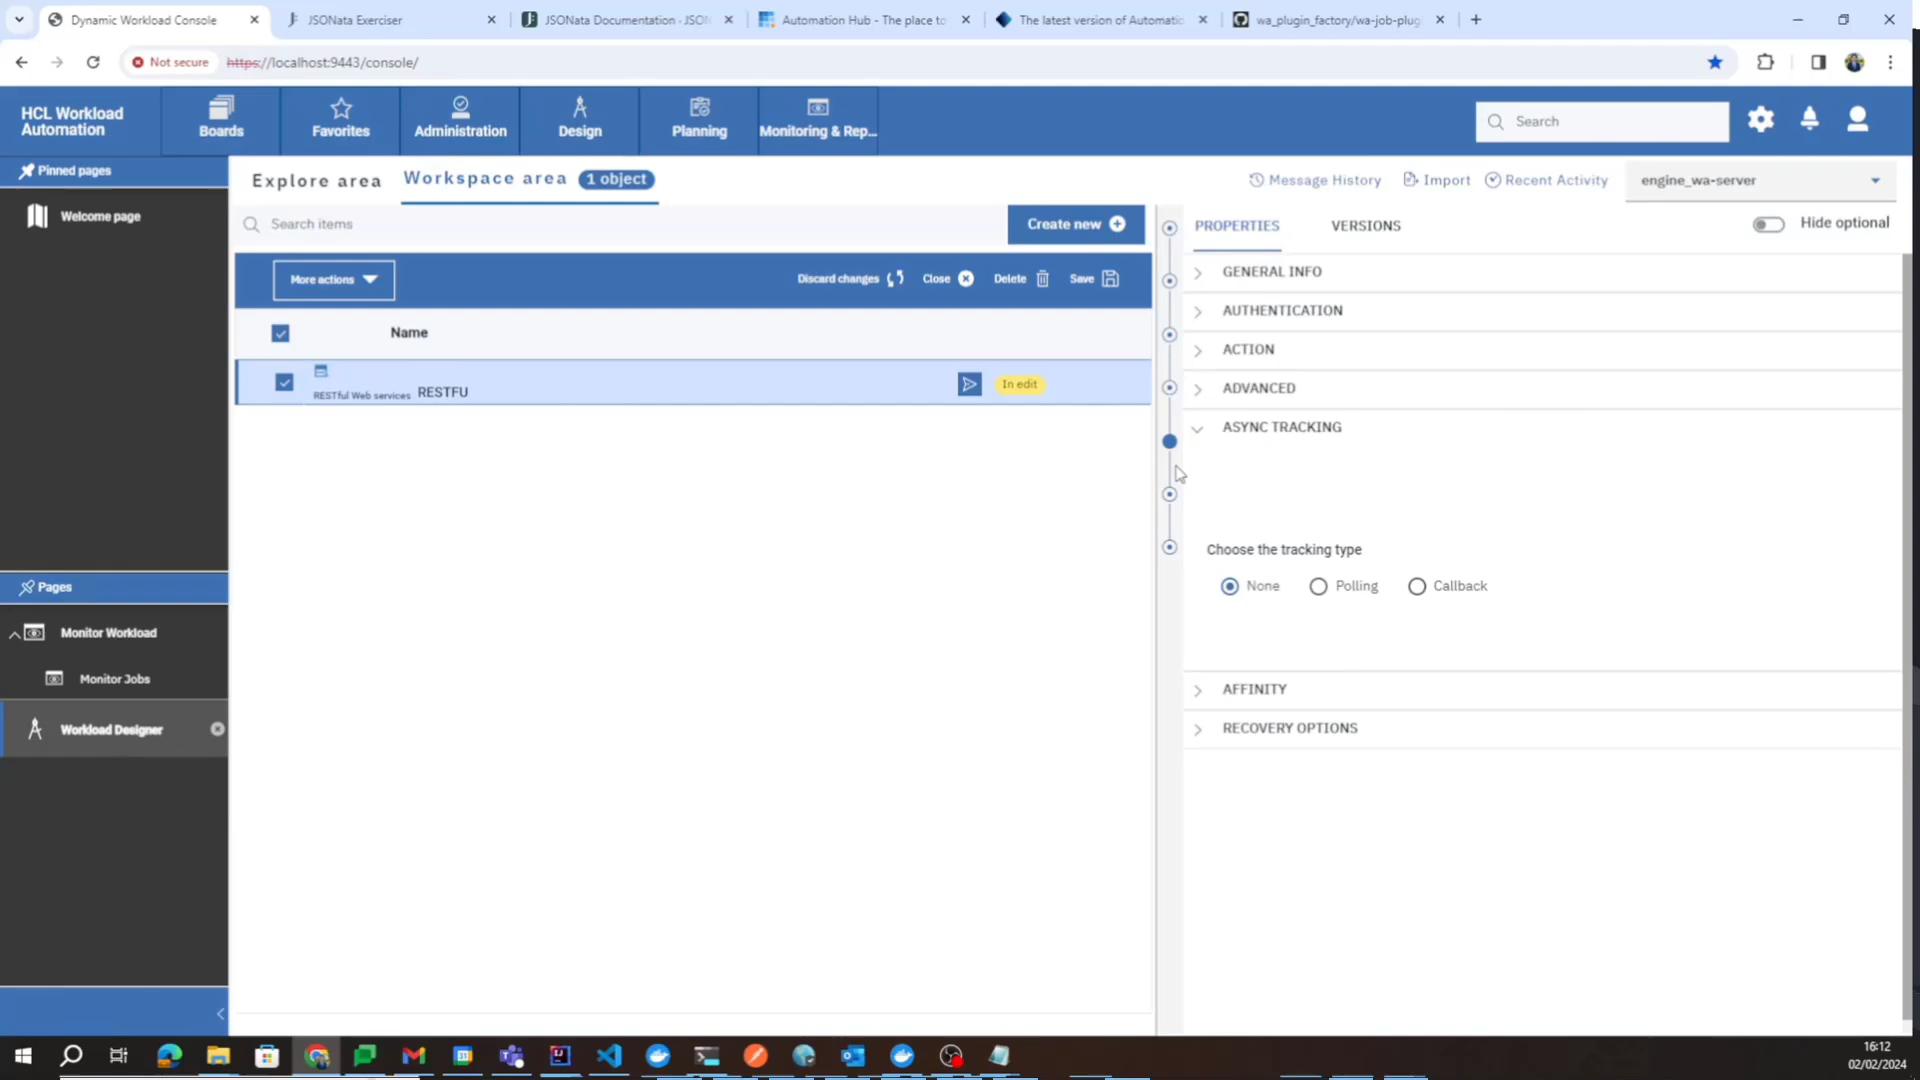 Dynamic Workload Console
JSONata Exerciser
JSONata Documentation · JSON
Automation Hub - The place to
The latest version of Automatic
wa_plugin_factory/wa-job-plug
Not secure
https://localhost:9443/console/
HCL Workload
Automation
Boards
Favorites
Administration
Design
Planning
Monitoring & Rep...
Search
Pinned pages
Welcome page
Pages
Monitor Workload
Monitor Jobs
Workload Designer
Explore area
Workspace area
1 object
Message History
Import
Recent Activity
engine_wa-server
Search items
Create new
More actions
Discard changes
Close
Delete
Save
Name
RESTful Web services
RESTFU
In edit
PROPERTIES
VERSIONS
Hide optional
GENERAL INFO
AUTHENTICATION
ACTION
ADVANCED
ASYNC TRACKING
Choose the tracking type
None
Polling
Callback
AFFINITY
RECOVERY OPTIONS
16:12
02/02/2024